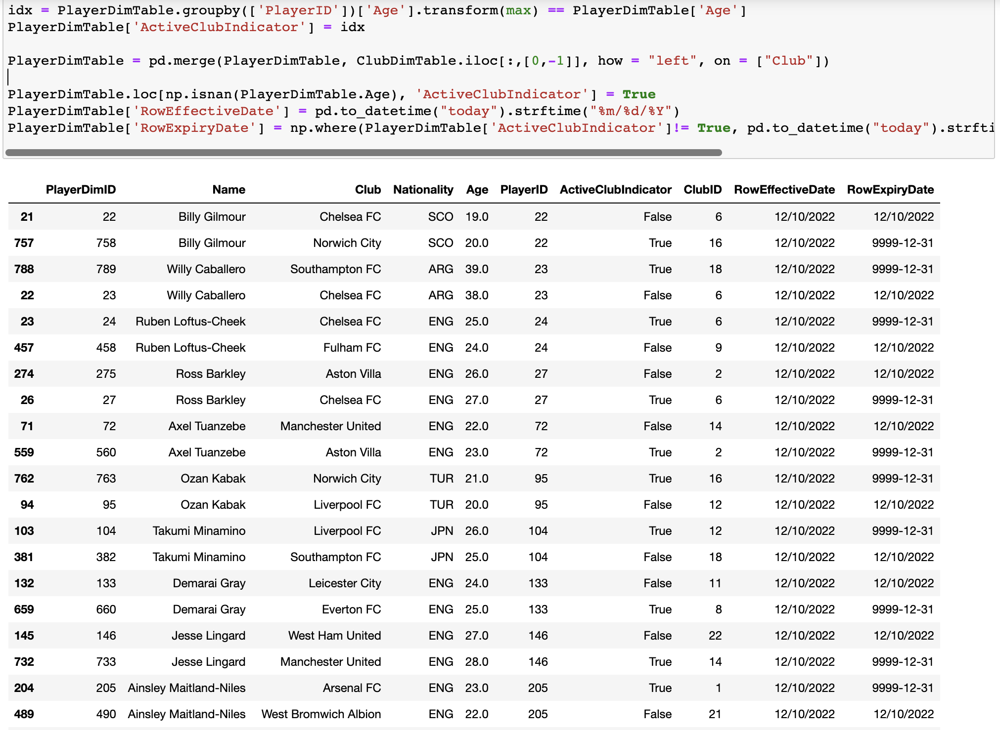 idx = PlayerDimTable.groupby(['PlayerID'])['Age'].transform(max) == PlayerDimTable['Age']
PlayerDimTable['ActiveClubIndicator'] = idx
PlayerDimTable = pd.merge(PlayerDimTable, ClubDimTable.iloc[:,[0,-1]], how = "left", on = ["Club"])
PlayerDimTable.loc[np.isnan(PlayerDimTable.Age), 'ActiveClubIndicator'] = True
PlayerDimTable['RowEffectiveDate'] = pd.to_datetime("today").strftime("%m/%d/%Y")
PlayerDimTable['RowExpiryDate'] = np.where(PlayerDimTable['ActiveClubIndicator']!= True, pd.to_datetime("today").strfti
PlayerDimID Name Club Nationality Age PlayerID ActiveClubIndicator ClubID RowEffectiveDate RowExpiryDate
21 22 Billy Gilmour Chelsea FC SCO 19.0 22 False 6 12/10/2022 12/10/2022
757 758 Billy Gilmour Norwich City SCO 20.0 22 True 16 12/10/2022 9999-12-31
788 789 Willy Caballero Southampton FC ARG 39.0 23 True 18 12/10/2022 9999-12-31
22 23 Willy Caballero Chelsea FC ARG 38.0 23 False 6 12/10/2022 12/10/2022
23 24 Ruben Loftus-Cheek Chelsea FC ENG 25.0 24 True 6 12/10/2022 9999-12-31
457 458 Ruben Loftus-Cheek Fulham FC ENG 24.0 24 False 9 12/10/2022 12/10/2022
274 275 Ross Barkley Aston Villa ENG 26.0 27 False 2 12/10/2022 12/10/2022
26 27 Ross Barkley Chelsea FC ENG 27.0 27 True 6 12/10/2022 9999-12-31
71 72 Axel Tuanzebe Manchester United ENG 22.0 72 False 14 12/10/2022 12/10/2022
559 560 Axel Tuanzebe Aston Villa ENG 23.0 72 True 2 12/10/2022 9999-12-31
762 763 Ozan Kabak Norwich City TUR 21.0 95 True 16 12/10/2022 9999-12-31
94 95 Ozan Kabak Liverpool FC TUR 20.0 95 False 12 12/10/2022 12/10/2022
103 104 Takumi Minamino Liverpool FC JPN 26.0 104 True 12 12/10/2022 9999-12-31
381 382 Takumi Minamino Southampton FC JPN 25.0 104 False 18 12/10/2022 12/10/2022
132 133 Demarai Gray Leicester City ENG 24.0 133 False 11 12/10/2022 12/10/2022
659 660 Demarai Gray Everton FC ENG 25.0 133 True 8 12/10/2022 9999-12-31
145 146 Jesse Lingard West Ham United ENG 27.0 146 False 22 12/10/2022 12/10/2022
732 733 Jesse Lingard Manchester United ENG 28.0 146 True 14 12/10/2022 9999-12-31
204 205 Ainsley Maitland-Niles Arsenal FC ENG 23.0 205 True 1 12/10/2022 9999-12-31
489 490 Ainsley Maitland-Niles West Bromwich Albion ENG 22.0 205 False 21 12/10/2022 12/10/2022